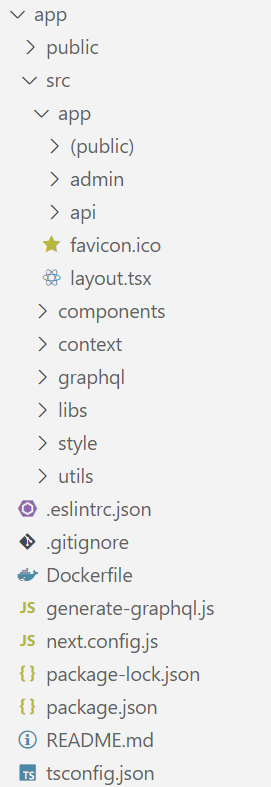 app
public
src
app
(public)
admin
api
favicon.ico
layout.tsx
components
context
graphql
libs
style
utils
.eslintrc.json
.gitignore
Dockerfile
JS generate-graphql.js
JS next.config.js
{ } package-lock.json
{ } package.json
README.md
TS tsconfig.json